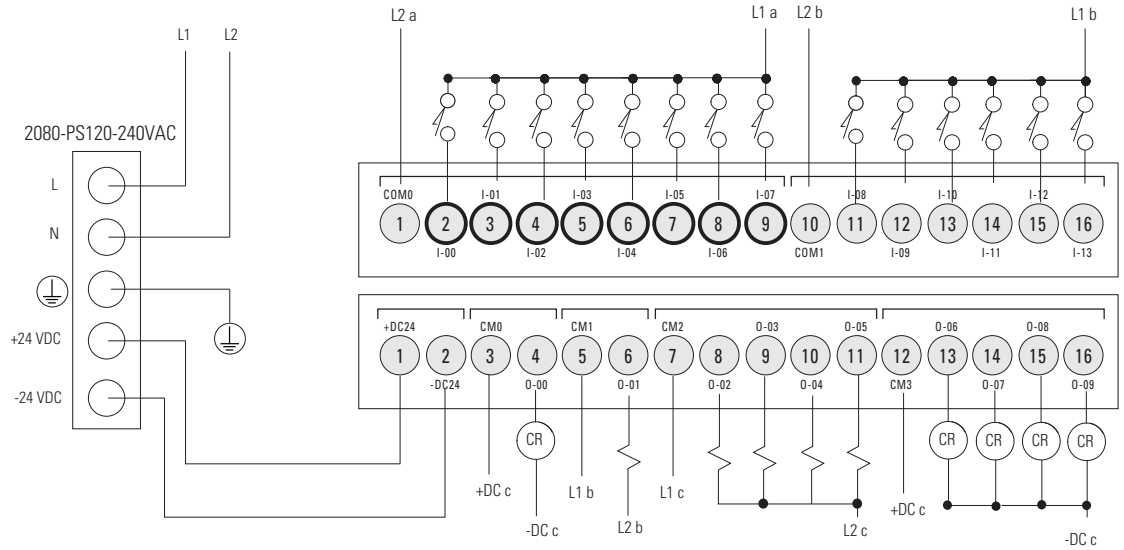 L2 a
L1 a
L2 b
L1 b
L1
L2
2080-PS120-240VAC
L
N
+24 VDC
-24 VDC
COM0
I-01
I-03
I-05
I-07
I-08
I-10
I-12
1
2
3
4
5
6
7
8
9
10
11
12
13
14
15
16
I-00
I-02
I-04
I-06
COM1
I-09
I-11
I-13
+DC24
CM0
CM1
CM2
O-03
O-05
O-06
O-08
1
2
3
4
5
6
7
8
9
10
11
12
13
14
15
16
-DC24
O-00
O-01
O-02
O-04
CM3
O-07
O-09
CR
CR
CR
CR
CR
+DC c
-DC c
L1 b
L2 b
L1 c
L2 c
+DC c
-DC c